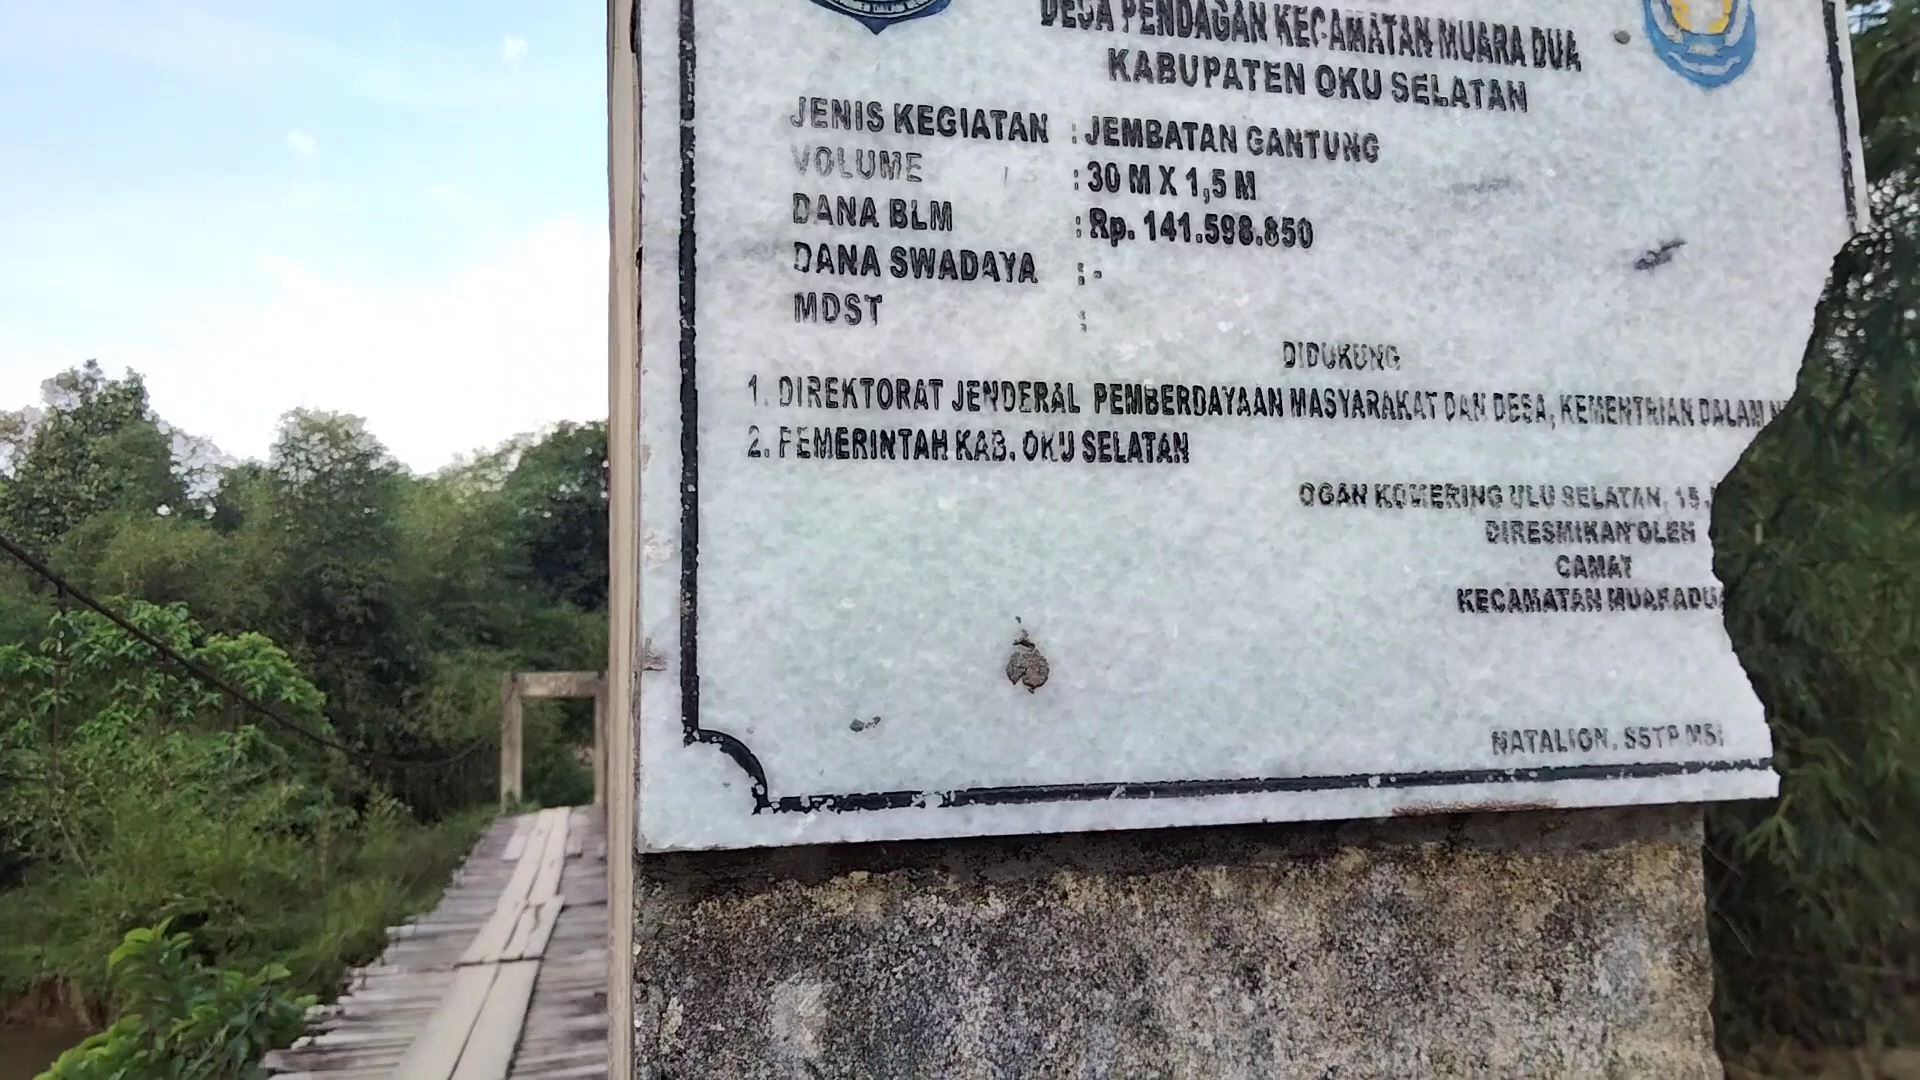 DESA PENDAGAN KECAMATAN MUARA DUA
KABUPATEN OKU SELATAN
JENIS KEGIATAN : JEMBATAN GANTUNG
VOLUME : 30 M X 1,5 M
DANA BLM : Rp. 141.598.850
DANA SWADAYA : -
MDST :
DIDUKUNG
1. DIREKTORAT JENDERAL PEMBERDAYAAN MASYARAKAT DAN DESA, KEMENTRIAN DALAM
2. PEMERINTAH KAB. OKU SELATAN
OGAN KOMERING ULU SELATAN, 15
DIRESMIKAN OLEH
CAMAT
KECAMATAN MUARADUA
NATALION. SSTP MSI